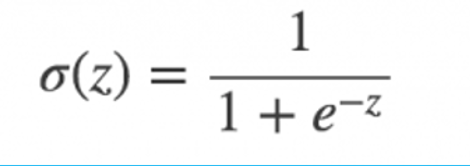 σ(z) = 1 / (1 + e^{-z})